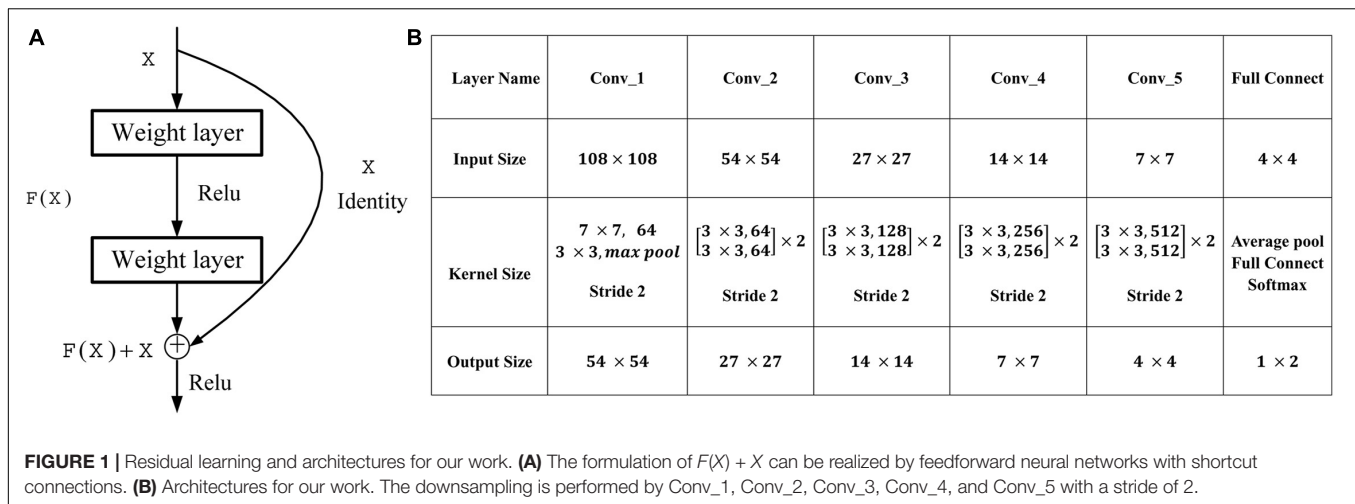 A
X
Weight layer
Relu
F(X)
X
Identity
Weight layer
F(X)+X
+
Relu
B
Layer Name Conv_1 Conv_2 Conv_3 Conv_4 Conv_5 Full Connect
Input Size 108 × 108 54 × 54 27 × 27 14 × 14 7 × 7 4 × 4
Kernel Size
7 × 7, 64
3 × 3, max pool
Stride 2
[3 × 3, 64
3 × 3, 64] × 2
Stride 2
[3 × 3, 128
3 × 3, 128] × 2
Stride 2
[3 × 3, 256
3 × 3, 256] × 2
Stride 2
[3 × 3, 512
3 × 3, 512] × 2
Stride 2
Average pool
Full Connect
Softmax
Output Size 54 × 54 27 × 27 14 × 14 7 × 7 4 × 4 1 × 2
FIGURE 1 | Residual learning and architectures for our work. (A) The formulation of F(X) + X can be realized by feedforward neural networks with shortcut
connections. (B) Architectures for our work. The downsampling is performed by Conv_1, Conv_2, Conv_3, Conv_4, and Conv_5 with a stride of 2.